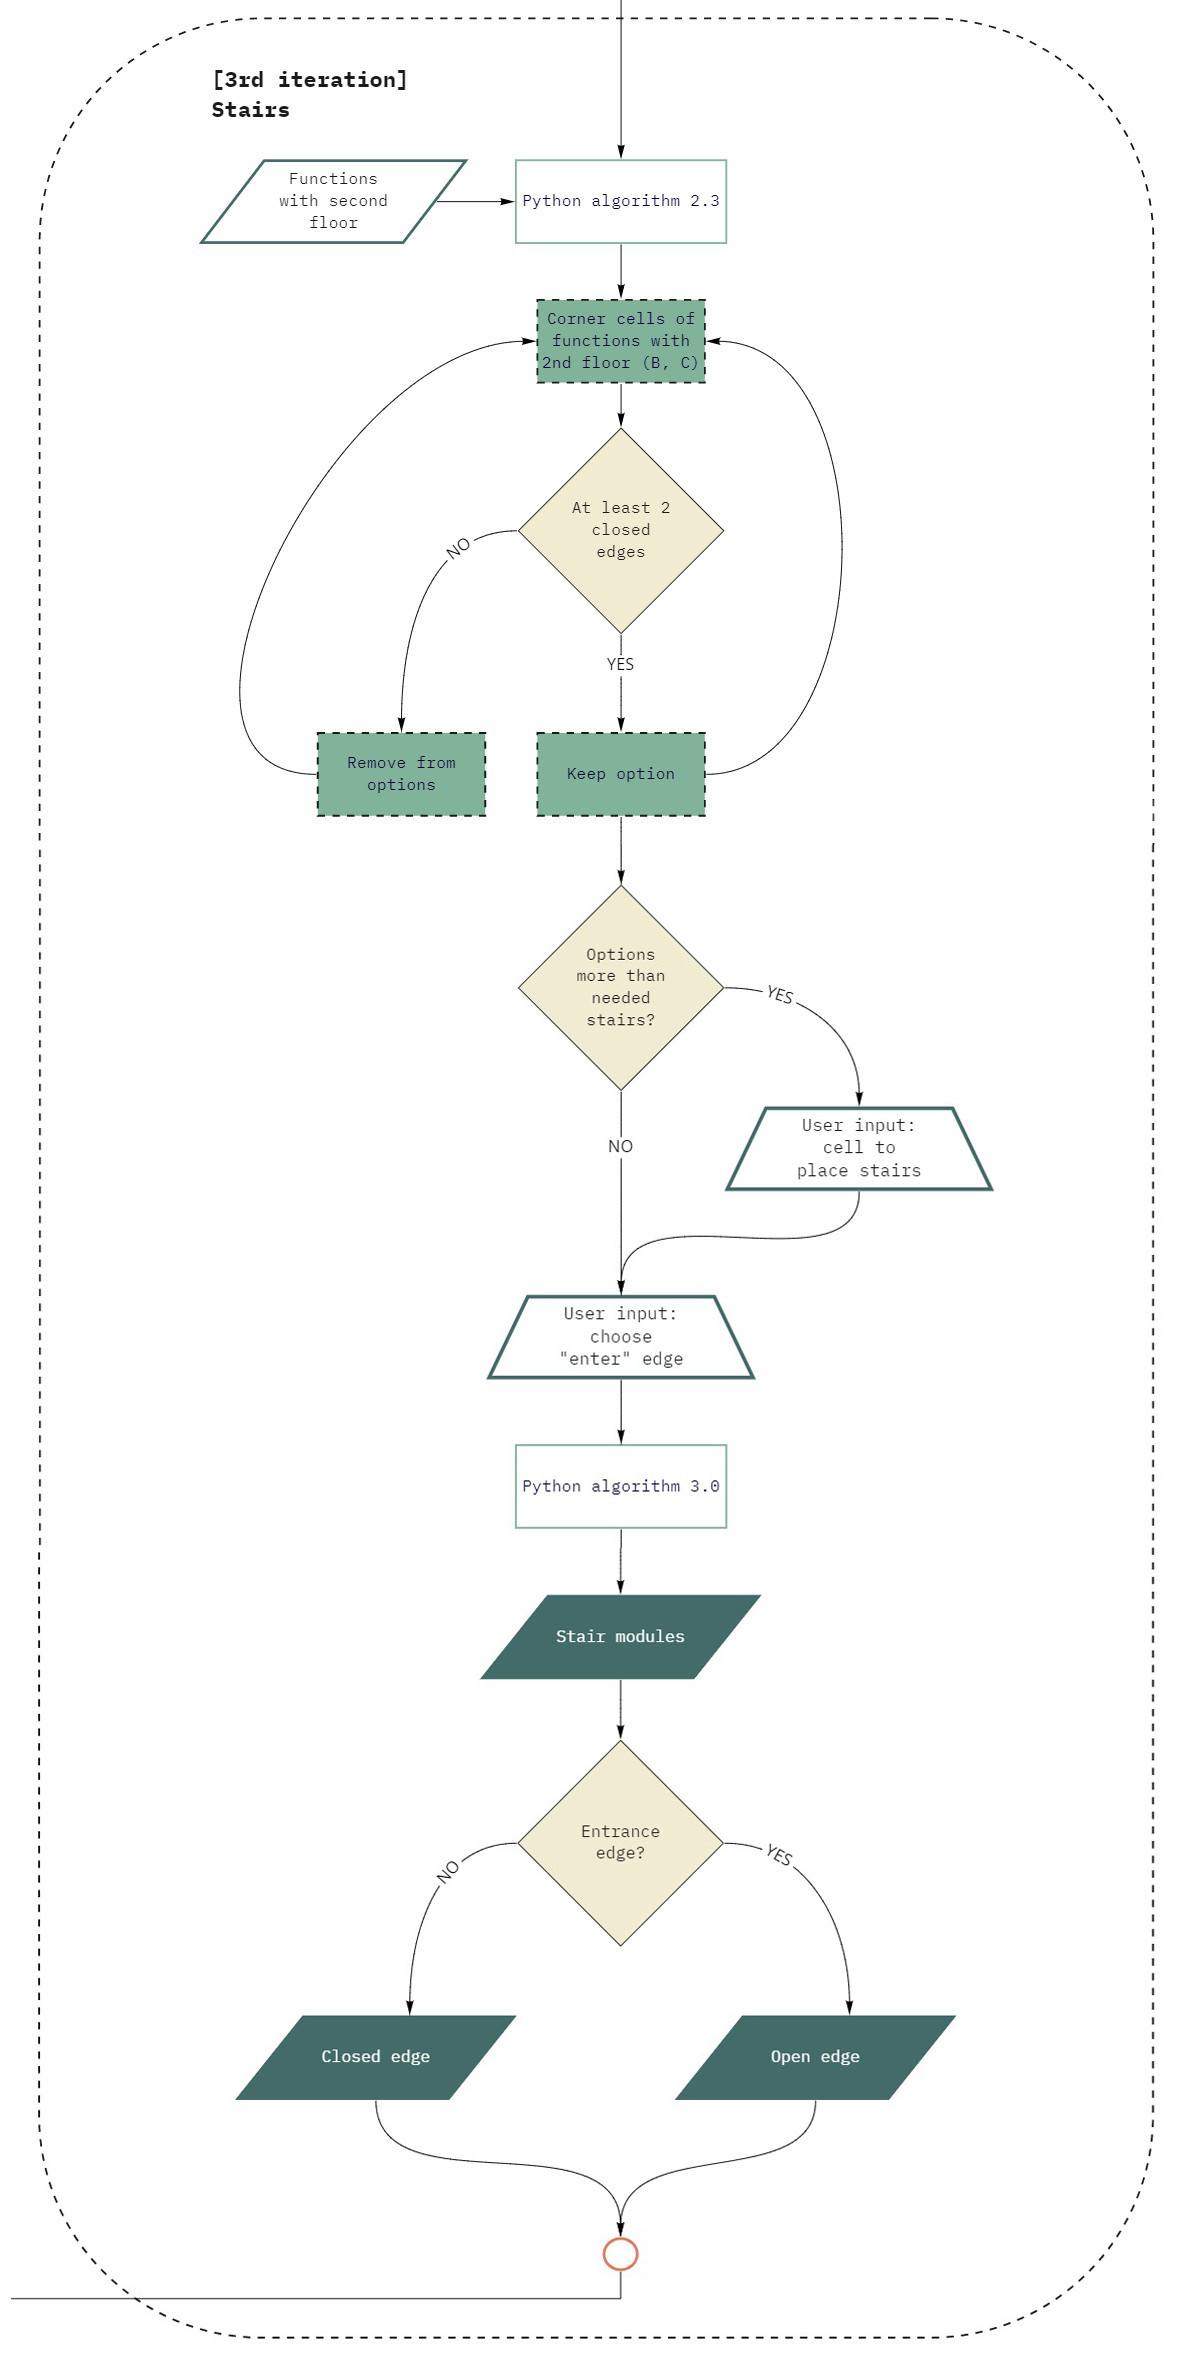 [3rd iteration]
Stairs
Functions
with second
floor
Python algorithm 2.3
Corner cells of
functions with
2nd floor (B, C)
At least 2
closed
edges
NO
YES
Remove from
options
Keep option
Options
more than
needed
stairs?
YES
User input:
cell to
place stairs
NO
User input:
choose
"enter" edge
Python algorithm 3.0
Stair modules
Entrance
edge?
NO
YES
Closed edge
Open edge